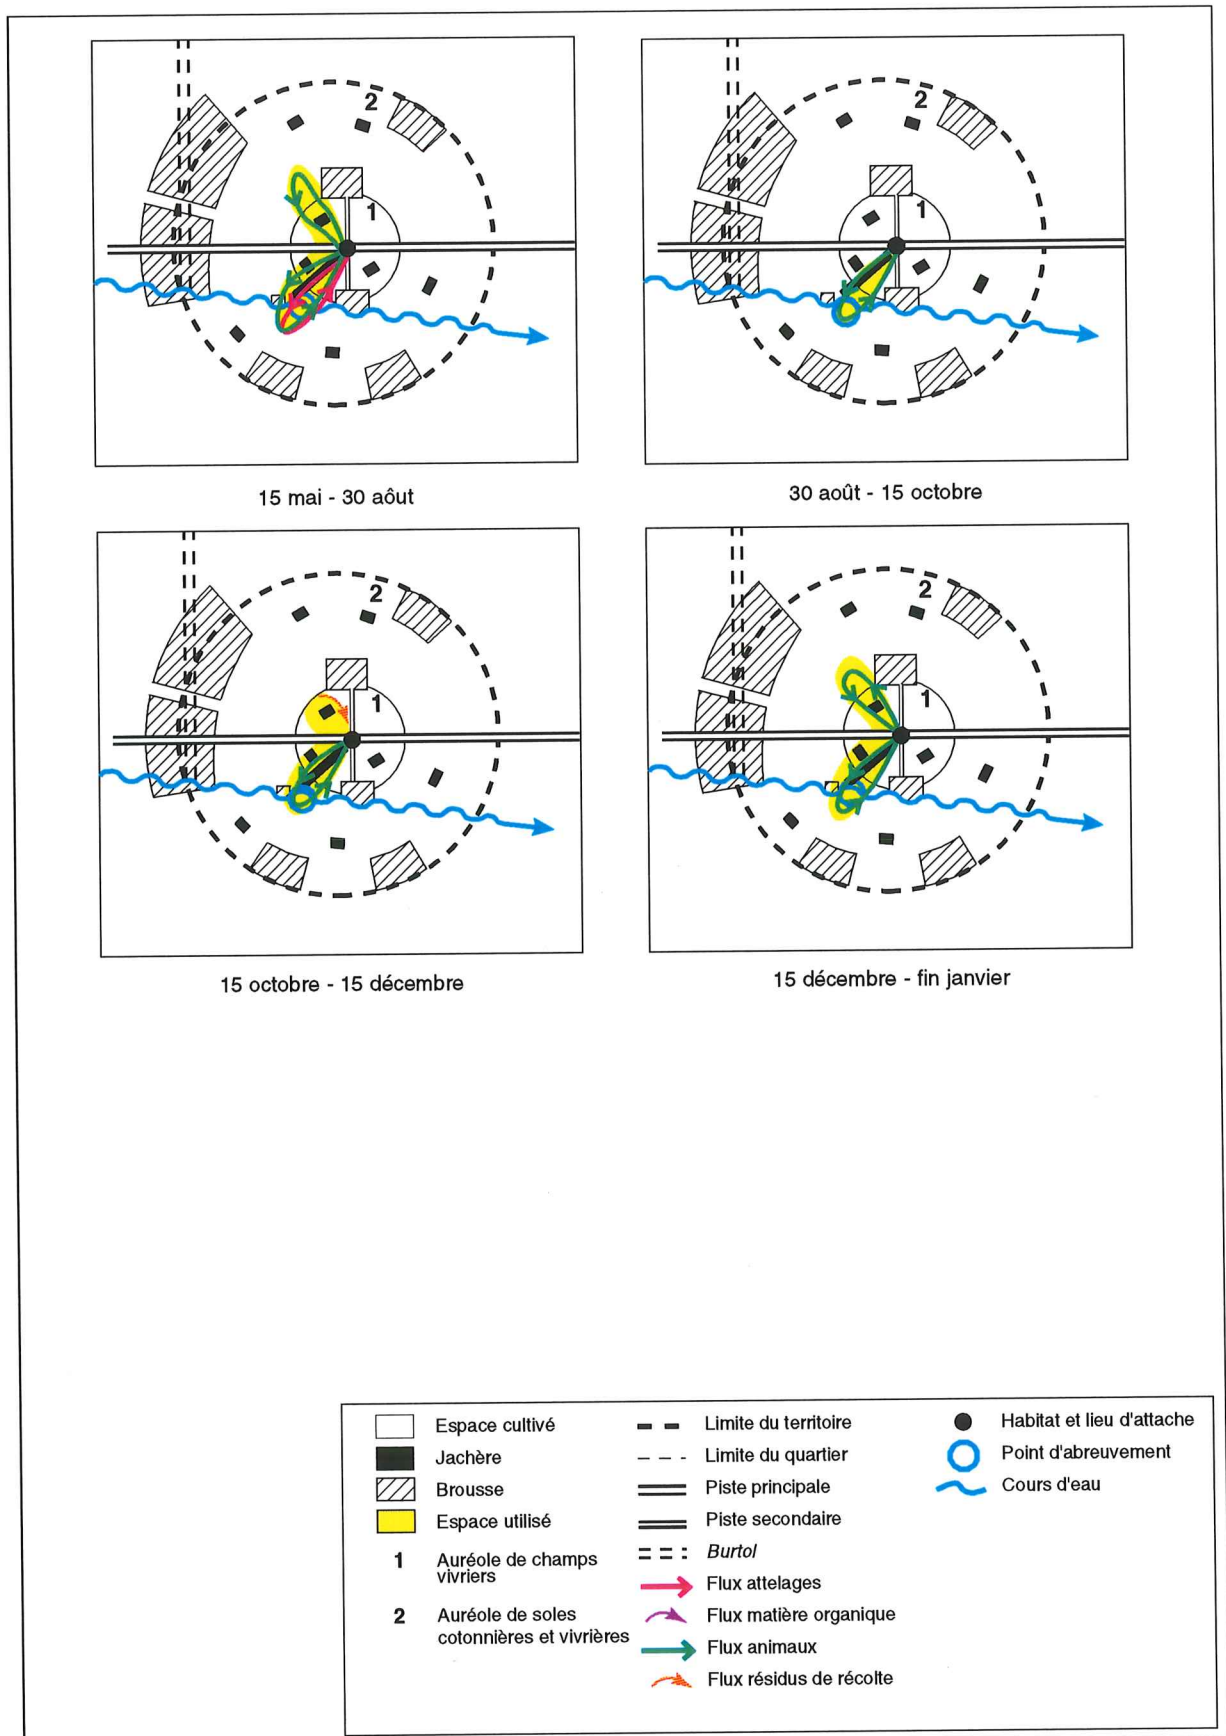 2
1
15 mai - 30 aôut
2
1
30 août - 15 octobre
2
1
15 octobre - 15 décembre
2
1
15 décembre - fin janvier
Espace cultivé
Jachère
Brousse
Espace utilisé
1 Auréole de champs
vivriers
2 Auréole de soles
cotonnières et vivrières
Limite du territoire
Limite du quartier
Piste principale
Piste secondaire
Burtol
Flux attelages
Flux matière organique
Flux animaux
Flux résidus de récolte
Habitat et lieu d'attache
Point d'abreuvement
Cours d'eau